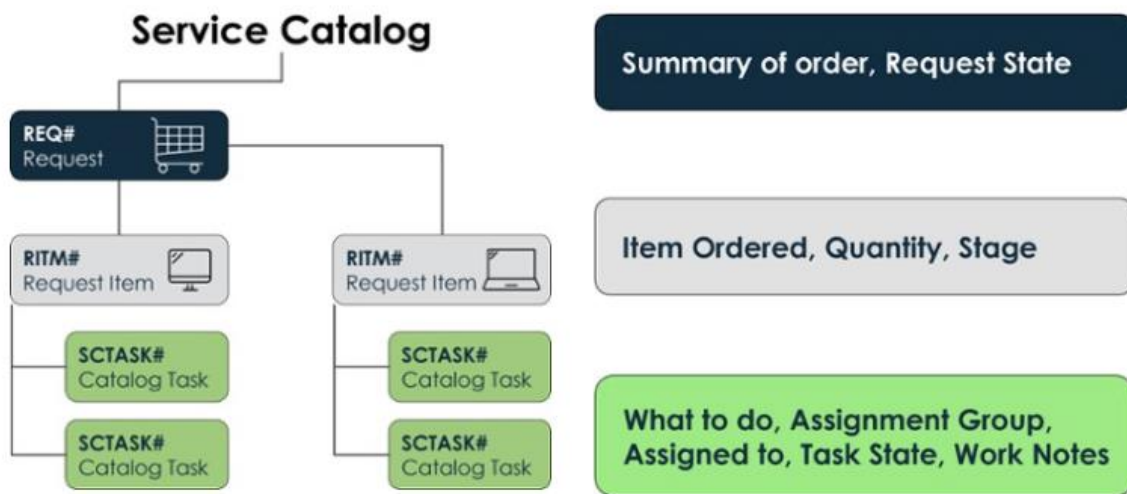 Service Catalog
REQ#
Request
RITM#
Request Item
RITM#
Request Item
SCTASK#
Catalog Task
SCTASK#
Catalog Task
SCTASK#
Catalog Task
SCTASK#
Catalog Task
Summary of order, Request State
Item Ordered, Quantity, Stage
What to do, Assignment Group,
Assigned to, Task State, Work Notes